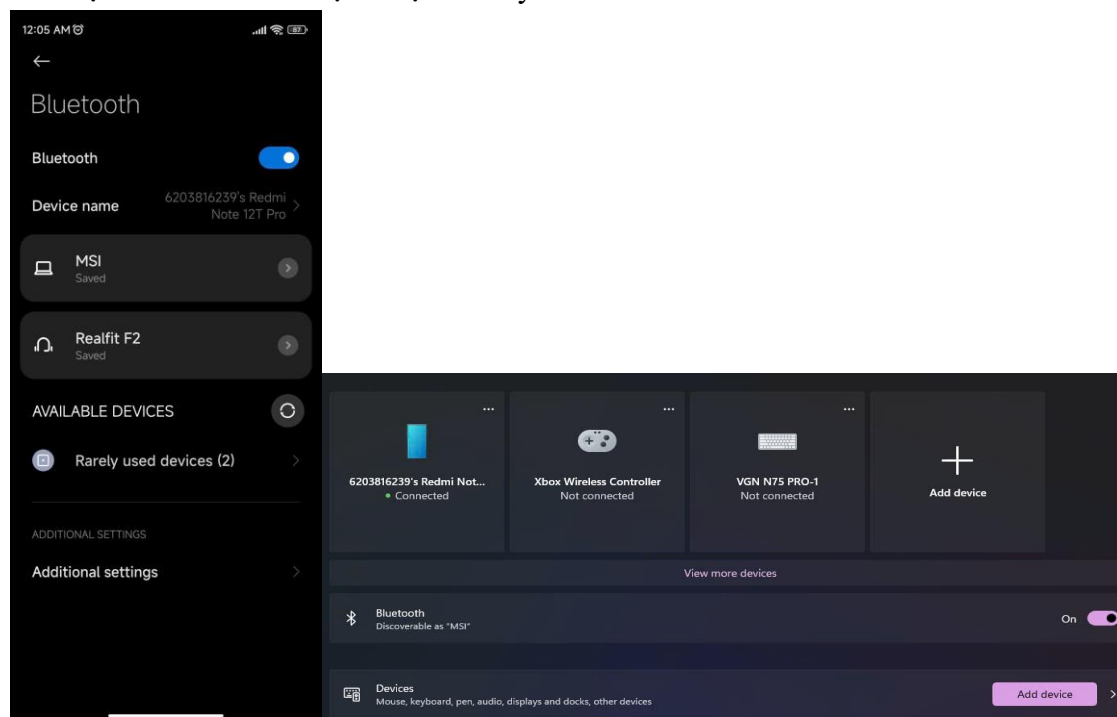 12:05 AM 87
Bluetooth
Bluetooth
Device name
6203816239's Redmi
Note 12T Pro
MSI
Saved
Realfit F2
Saved
AVAILABLE DEVICES
Rarely used devices (2)
ADDITIONAL SETTINGS
Additional settings
6203816239's Redmi Not...
Connected
Xbox Wireless Controller
Not connected
VGN N75 PRO-1
Not connected
Add device
View more devices
Bluetooth
Discoverable as "MSI"
On
Devices
Mouse, keyboard, pen, audio, displays and docks, other devices
Add device